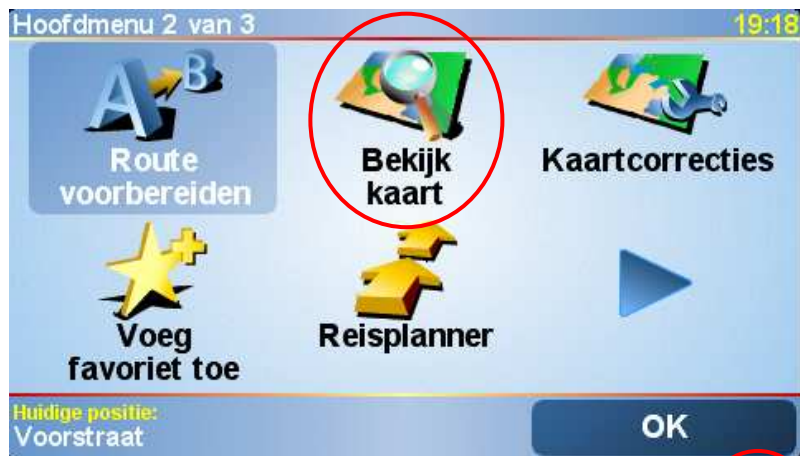 Hoofdmenu 2 van 3
19:18
A B
Route
voorbereiden
Bekijk
kaart
Kaartcorrecties
Voeg
favoriet toe
Reisplanner
Huidige positie:
Voorstraat
OK